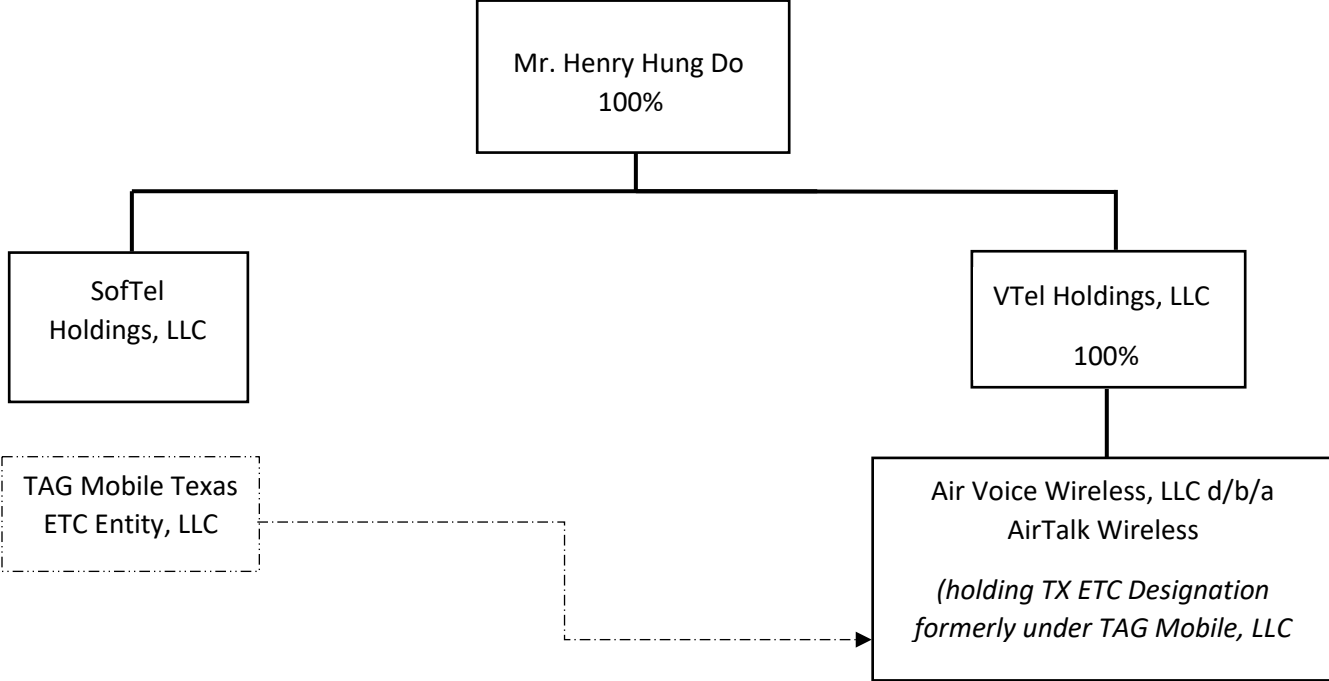 Mr. Henry Hung Do
100%
SofTel
Holdings, LLC
VTel Holdings, LLC
100%
TAG Mobile Texas
ETC Entity, LLC
Air Voice Wireless, LLC d/b/a
AirTalk Wireless
(holding TX ETC Designation
formerly under TAG Mobile, LLC